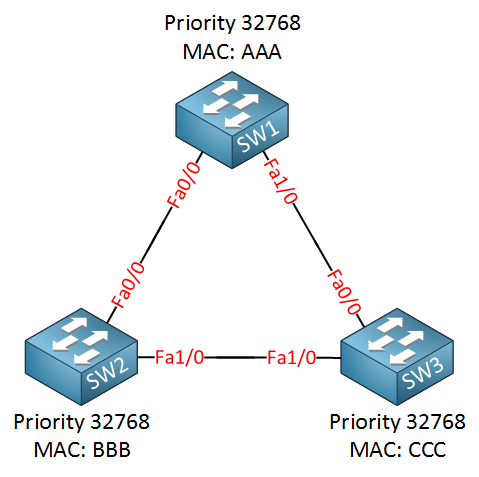 Priority 32768
MAC: AAA
SW1
Fa0/0
Fa1/0
Fa0/0
Fa0/0
SW2
Fa1/0
Fa1/0
SW3
Priority 32768
MAC: BBB
Priority 32768
MAC: CCC